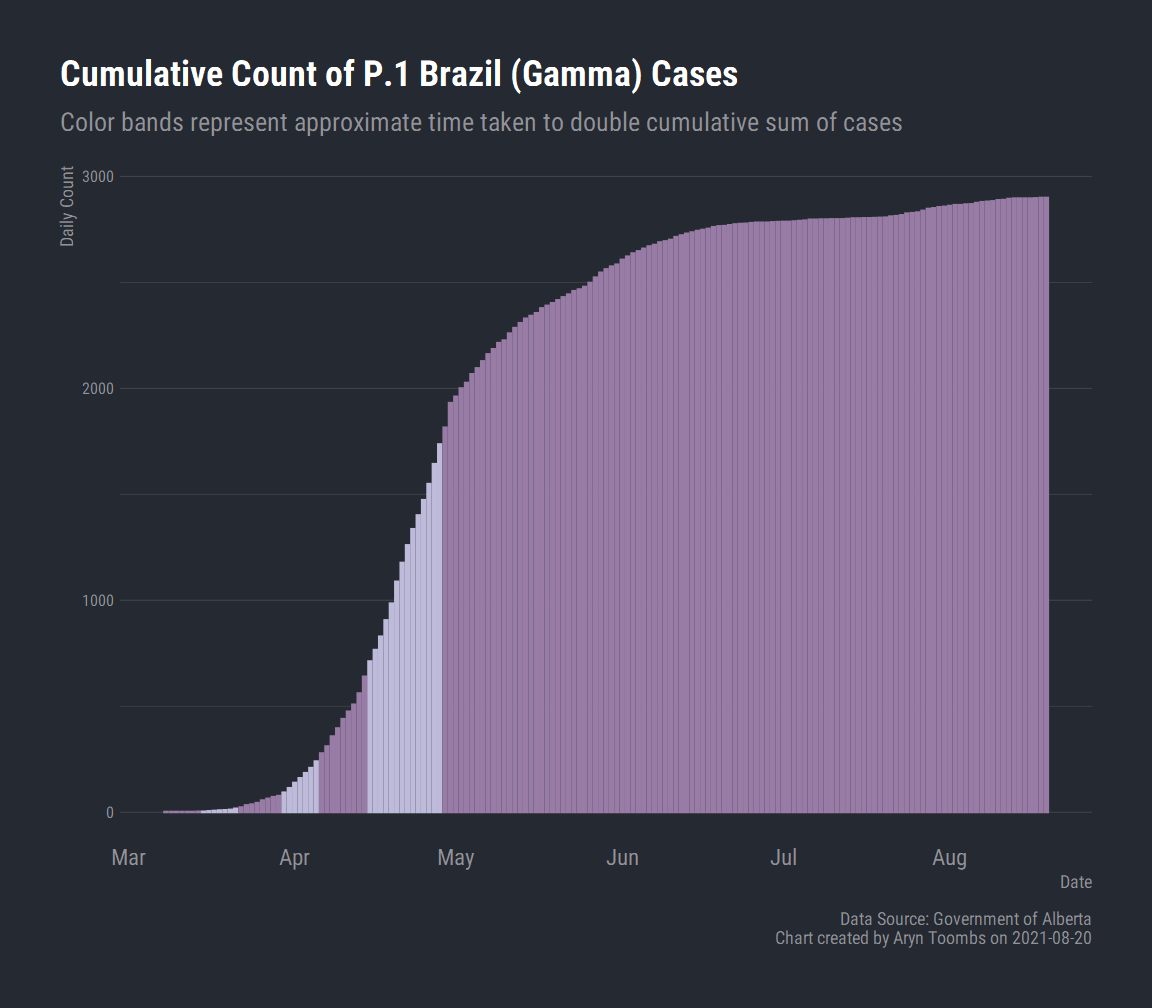 Cumulative Count of P.1 Brazil (Gamma) Cases
Color bands represent approximate time taken to double cumulative sum of cases
Daily Count
3000
2000
1000
0
Mar Apr May Jun Jul Aug
Date
Data Source: Government of Alberta
Chart created by Aryn Toombs on 2021-08-20